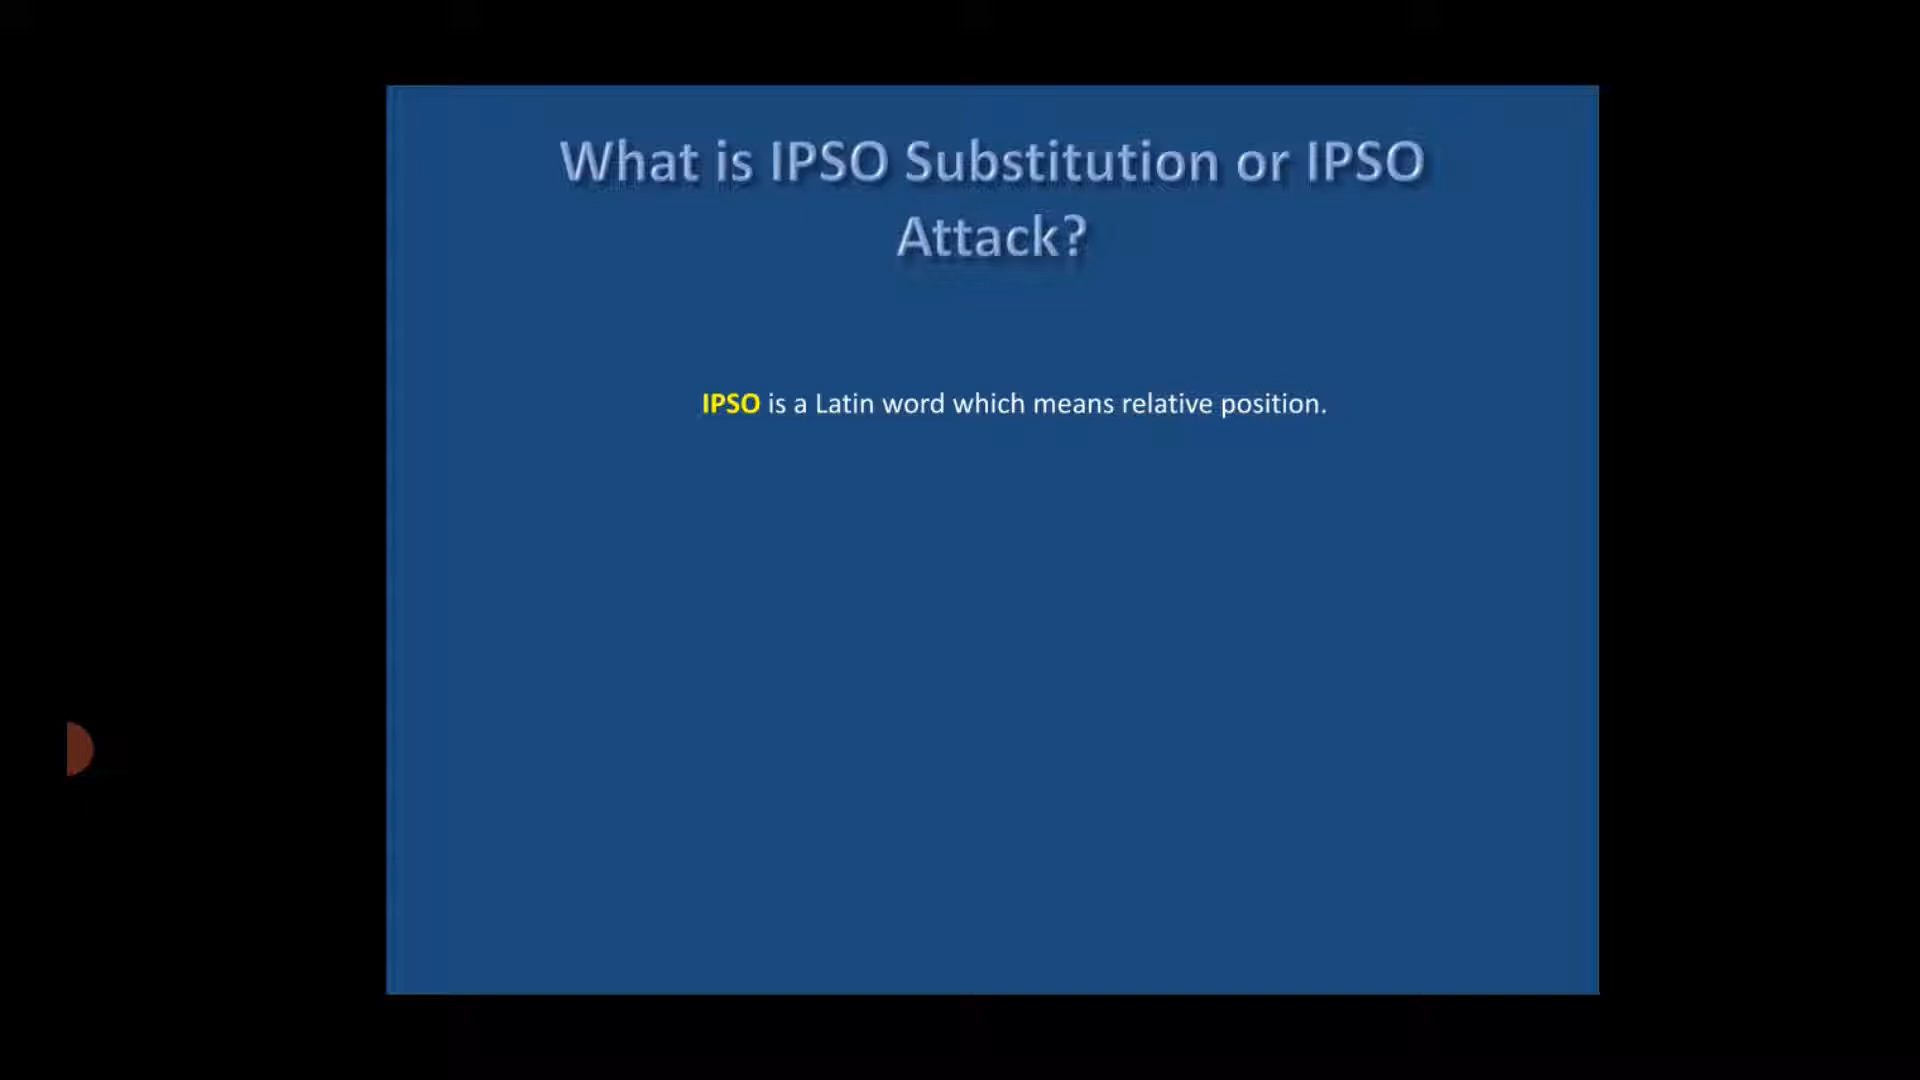 What is IPSO Substitution or IPSO
Attack?
IPSO is a Latin word which means relative position.